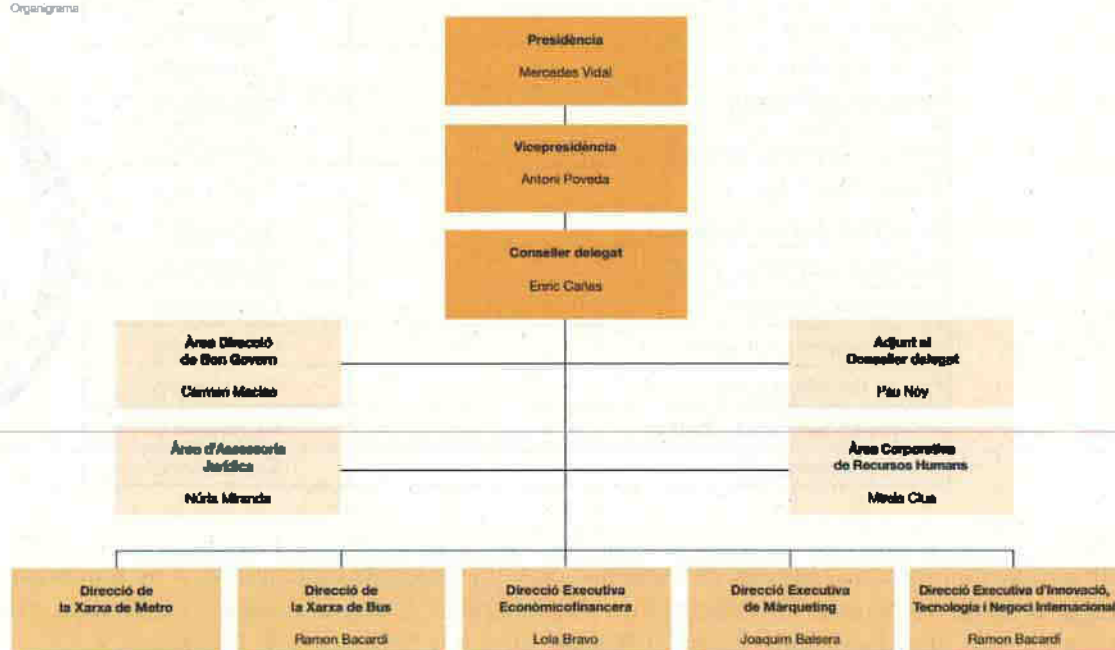 Organigrama
Presidència
Mercedes Vidal
Vicepresidència
Antoni Poveda
Conseller delegat
Enric Cañas
Àrea Direcció
de Bon Govern
Carmen Macias
Adjunt al
Conseller delegat
Pau Noy
Àrea d'Assessoria
Jurídica
Núria Miranda
Àrea Corporativa
de Recursos Humans
Mireia Clua
Direcció de
la Xarxa de Metro
Direcció de
la Xarxa de Bus
Ramon Bacardí
Direcció Executiva
Econòmicofinancera
Lola Bravo
Direcció Executiva
de Màrqueting
Joaquim Balsera
Direcció Executiva d'Innovació,
Tecnologia i Negoci Internacional
Ramon Bacardí